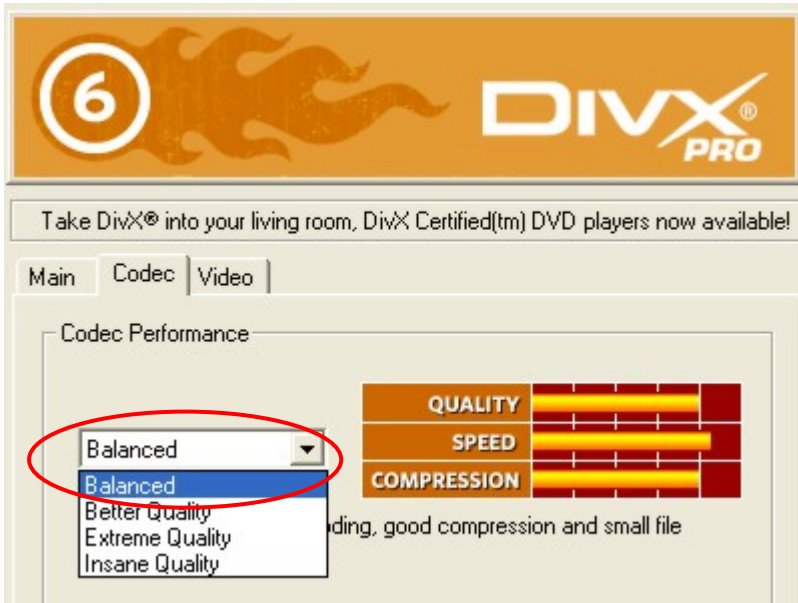 6
DIVX®
PRO
Take DivX® into your living room, DivX Certified(tm) DVD players now available!
Main Codec Video
Codec Performance
QUALITY
Balanced
SPEED
Balanced
COMPRESSION
Better Quality
ding, good compression and small file
Extreme Quality
Insane Quality